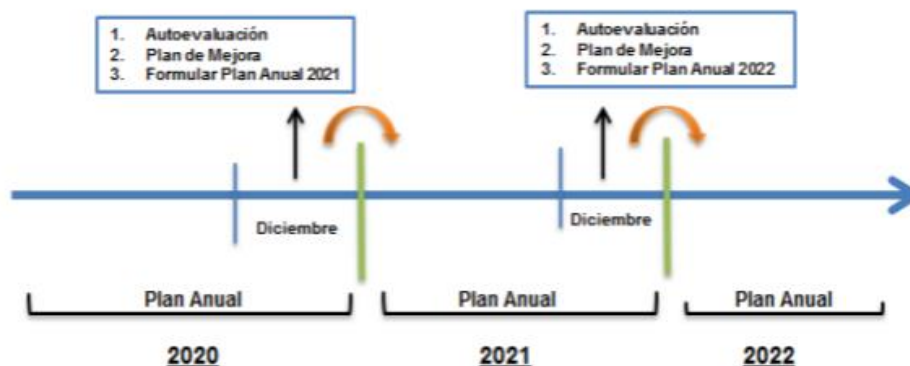 1. Autoevaluación
2. Plan de Mejora
3. Formular Plan Anual 2021
1. Autoevaluación
2. Plan de Mejora
3. Formular Plan Anual 2022
Diciembre
Diciembre
Plan Anual
Plan Anual
Plan Anual
2020
2021
2022